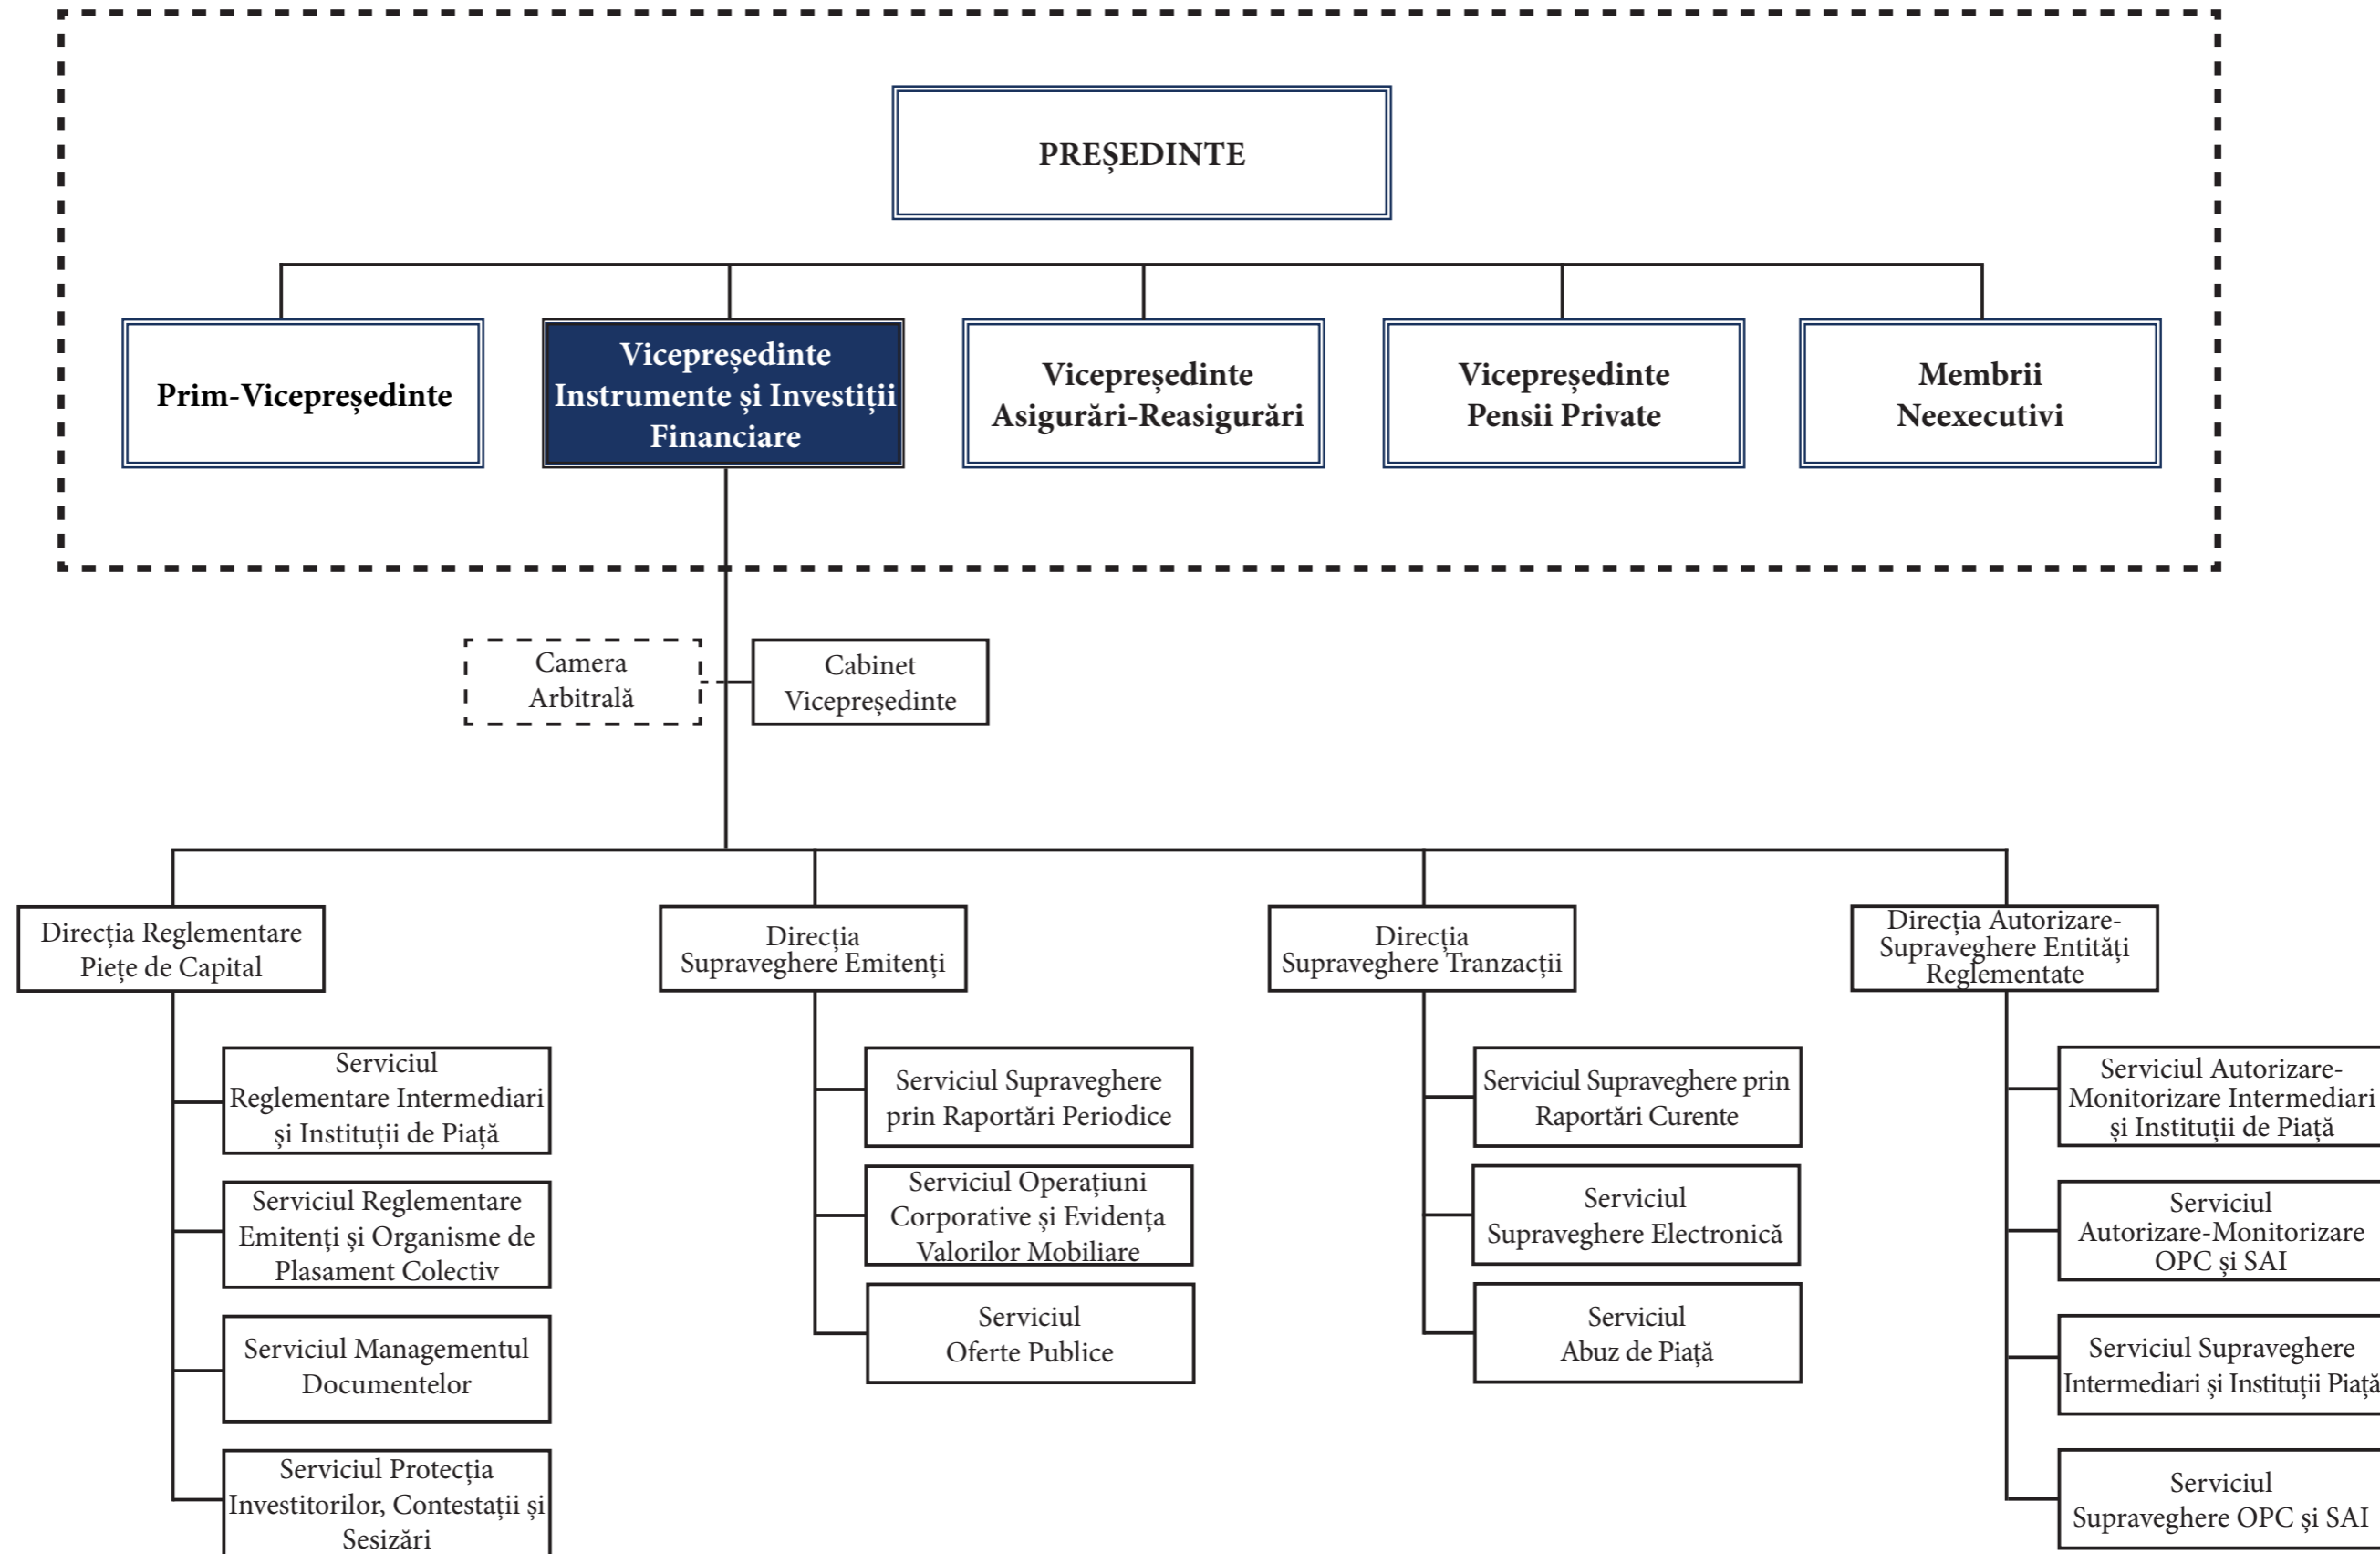 PREȘEDINTE
Prim-Vicepreședinte
Vicepreședinte
Instrumente și Investiții
Financiare
Vicepreședinte
Asigurări-Reasigurări
Vicepreședinte
Pensii Private
Membrii
Neexecutivi
Camera
Arbitrală
Cabinet
Vicepreședinte
Direcția Reglementare
Piețe de Capital
Direcția
Supraveghere Emitenți
Direcția
Supraveghere Tranzacții
Direcția Autorizare-
Supraveghere Entități
Reglementate
Serviciul
Reglementare Intermediari
și Instituții de Piață
Serviciul Reglementare
Emitenți și Organisme de
Plasament Colectiv
Serviciul Managementul
Documentelor
Serviciul Protecția
Investitorilor, Contestații și
Sesizări
Serviciul Supraveghere
prin Raportări Periodice
Serviciul Operațiuni
Corporative și Evidența
Valorilor Mobiliare
Serviciul
Oferte Publice
Serviciul Supraveghere prin
Raportări Curente
Serviciul
Supraveghere Electronică
Serviciul
Abuz de Piață
Serviciul Autorizare-
Monitorizare Intermediari
și Instituții de Piață
Serviciul
Autorizare-Monitorizare
OPC și SAI
Serviciul Supraveghere
Intermediari și Instituții Piață
Serviciul
Supraveghere OPC și SAI